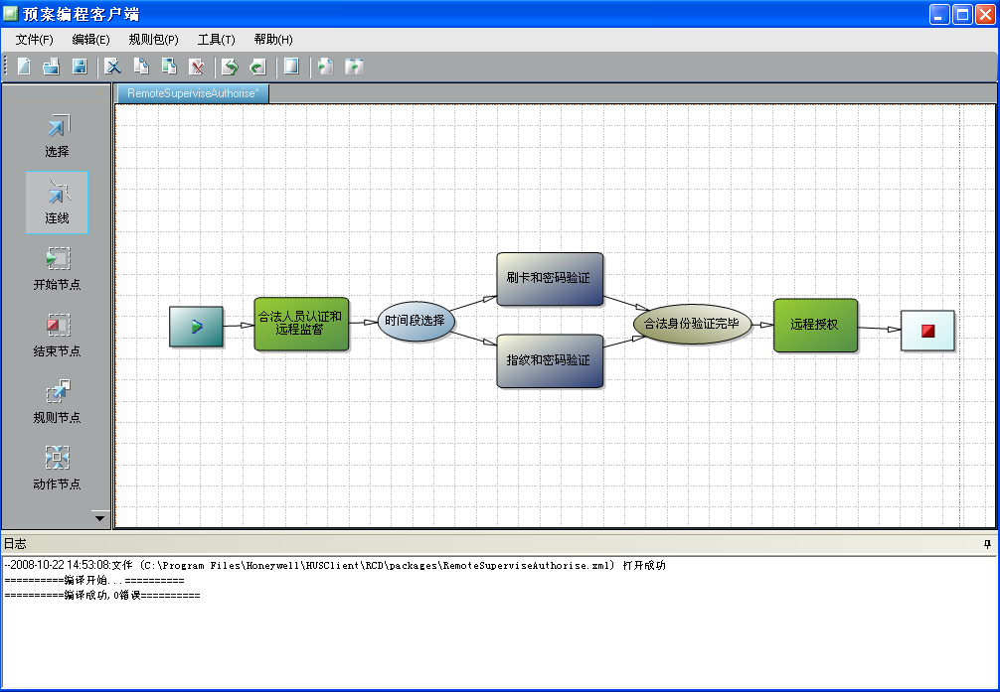 预案编程客户端
文件(F) 编辑(E) 规则包(P) 工具(T) 帮助(H)
RemoteSuperviseAuthorise*
选择
连线
开始节点
结束节点
规则节点
动作节点
合法人员认证和
远程监督
时间段选择
刷卡和密码验证
指纹和密码验证
合法身份验证完毕
远程授权
日志
--2008-10-22 14:53:08:文件 (C:\Program Files\Honeywell\HUSClient\RCD\packages\RemoteSuperviseAuthorise.xml) 打开成功
==========编译开始...==========
==========编译成功,0错误==========